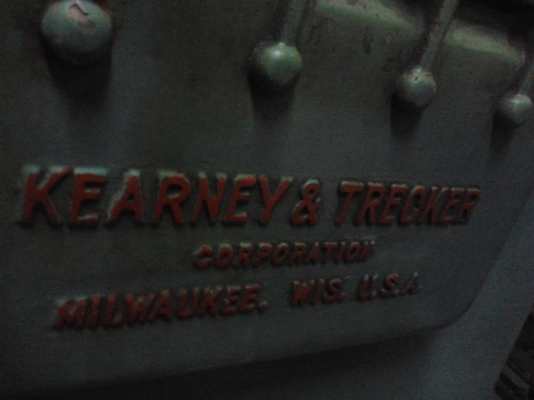 KEARNEY & TRECKER
CORPORATION
MILWAUKEE, WIS. U.S.A.